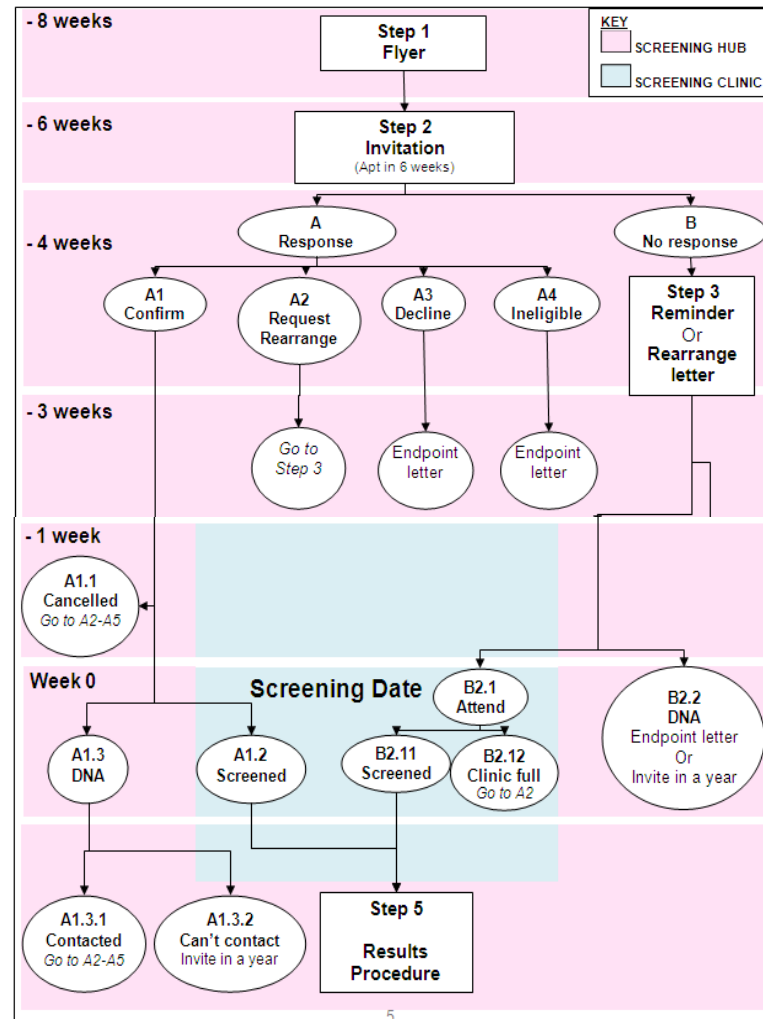 - 8 weeks
Step 1
Flyer
KEY
SCREENING HUB
SCREENING CLINIC
- 6 weeks
Step 2
Invitation
(Apt in 6 weeks)
- 4 weeks
A
Response
B
No response
A1
Confirm
A2
Request
Rearrange
A3
Decline
A4
Ineligible
Step 3
Reminder
Or
Rearrange
letter
- 3 weeks
Go to
Step 3
Endpoint
letter
Endpoint
letter
- 1 week
A1.1
Cancelled
Go to A2-A5
Week 0
Screening Date
B2.1
Attend
B2.2
DNA
Endpoint letter
Or
Invite in a year
A1.3
DNA
A1.2
Screened
B2.11
Screened
B2.12
Clinic full
Go to A2
A1.3.1
Contacted
Go to A2-A5
A1.3.2
Can't contact
Invite in a year
Step 5
Results
Procedure
5